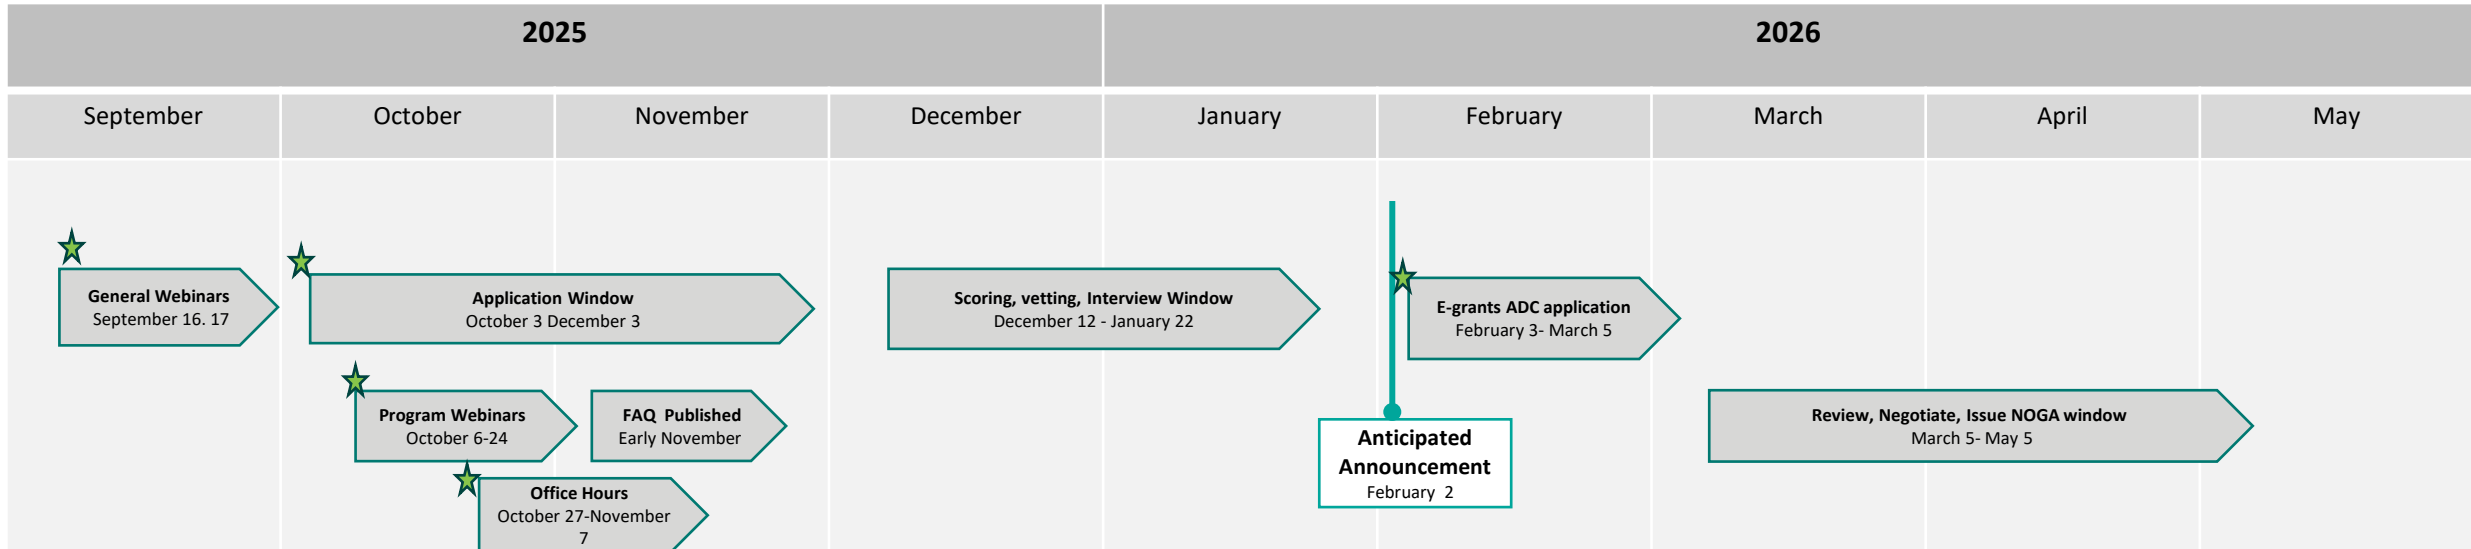 2025
2026
September
October
November
December
January
February
March
April
May
General Webinars
September 16. 17
Application Window
October 3 December 3
Scoring, vetting, Interview Window
December 12 - January 22
E-grants ADC application
February 3- March 5
Program Webinars
October 6-24
FAQ  Published
Early November
Review, Negotiate, Issue NOGA window
March 5- May 5
Anticipated
Announcement
February  2
Office Hours
October 27-November
7